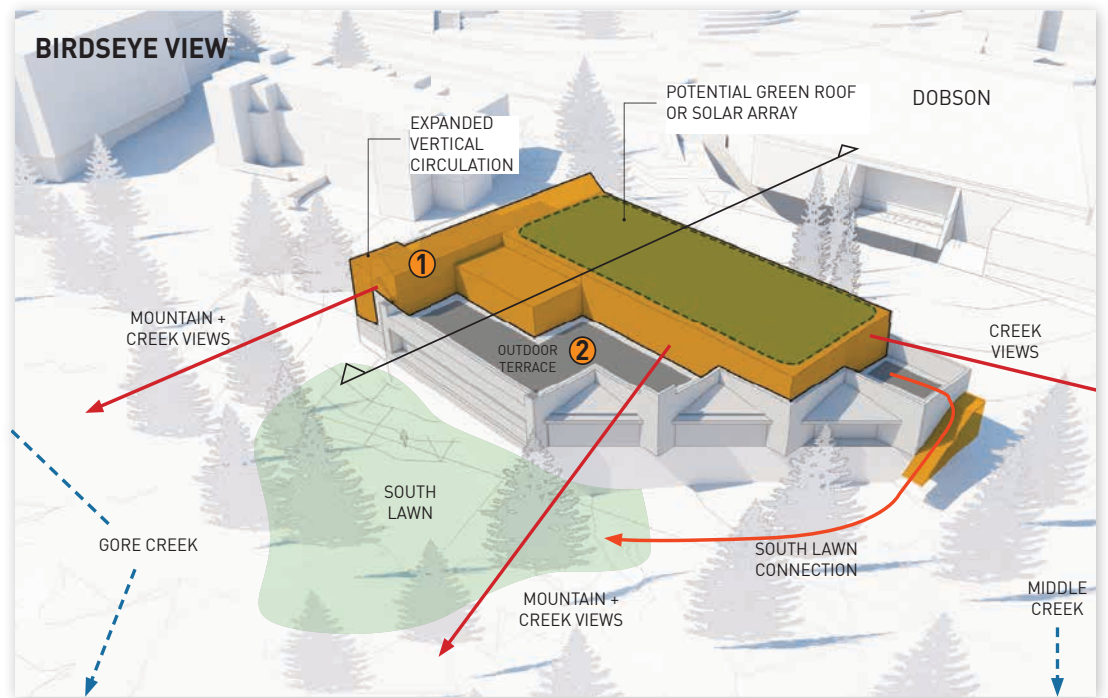 BIRDSEYE VIEW
POTENTIAL GREEN ROOF
OR SOLAR ARRAY
DOBSON
EXPANDED
VERTICAL
CIRCULATION
1
MOUNTAIN +
CREEK VIEWS
OUTDOOR
TERRACE
2
CREEK
VIEWS
SOUTH
LAWN
GORE CREEK
SOUTH LAWN
CONNECTION
MOUNTAIN +
CREEK VIEWS
MIDDLE
CREEK